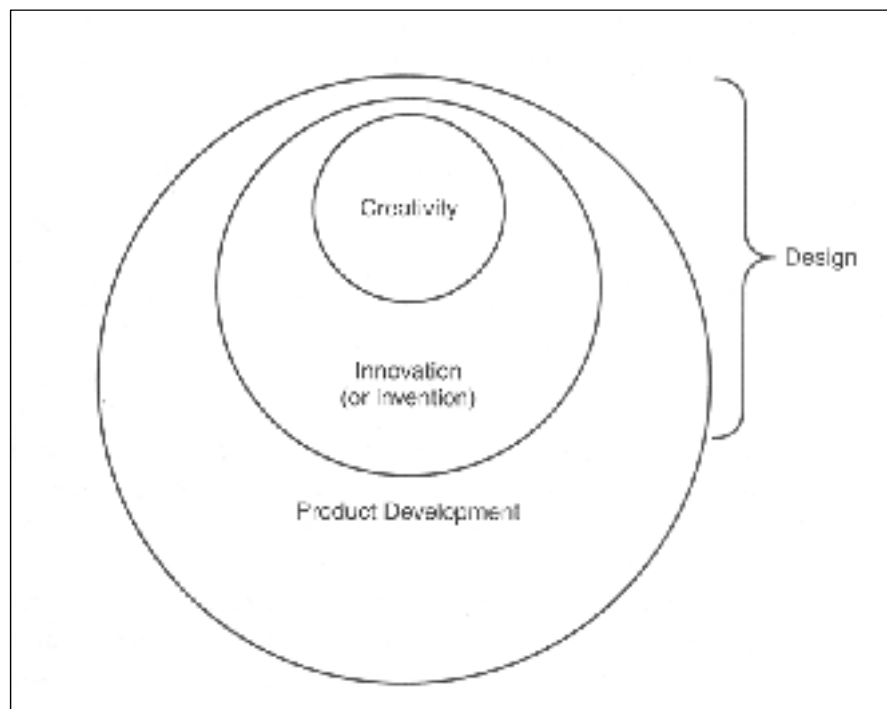 Creativity
Design
Innovation
(or invention)
Product Development